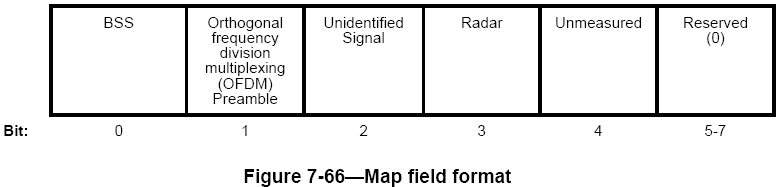 BSS
Orthogonal
frequency
division
multiplexing
(OFDM)
Preamble
Unidentified
Signal
Radar
Unmeasured
Reserved
(0)
Bit: 0 1 2 3 4 5-7
Figure 7-66—Map field format